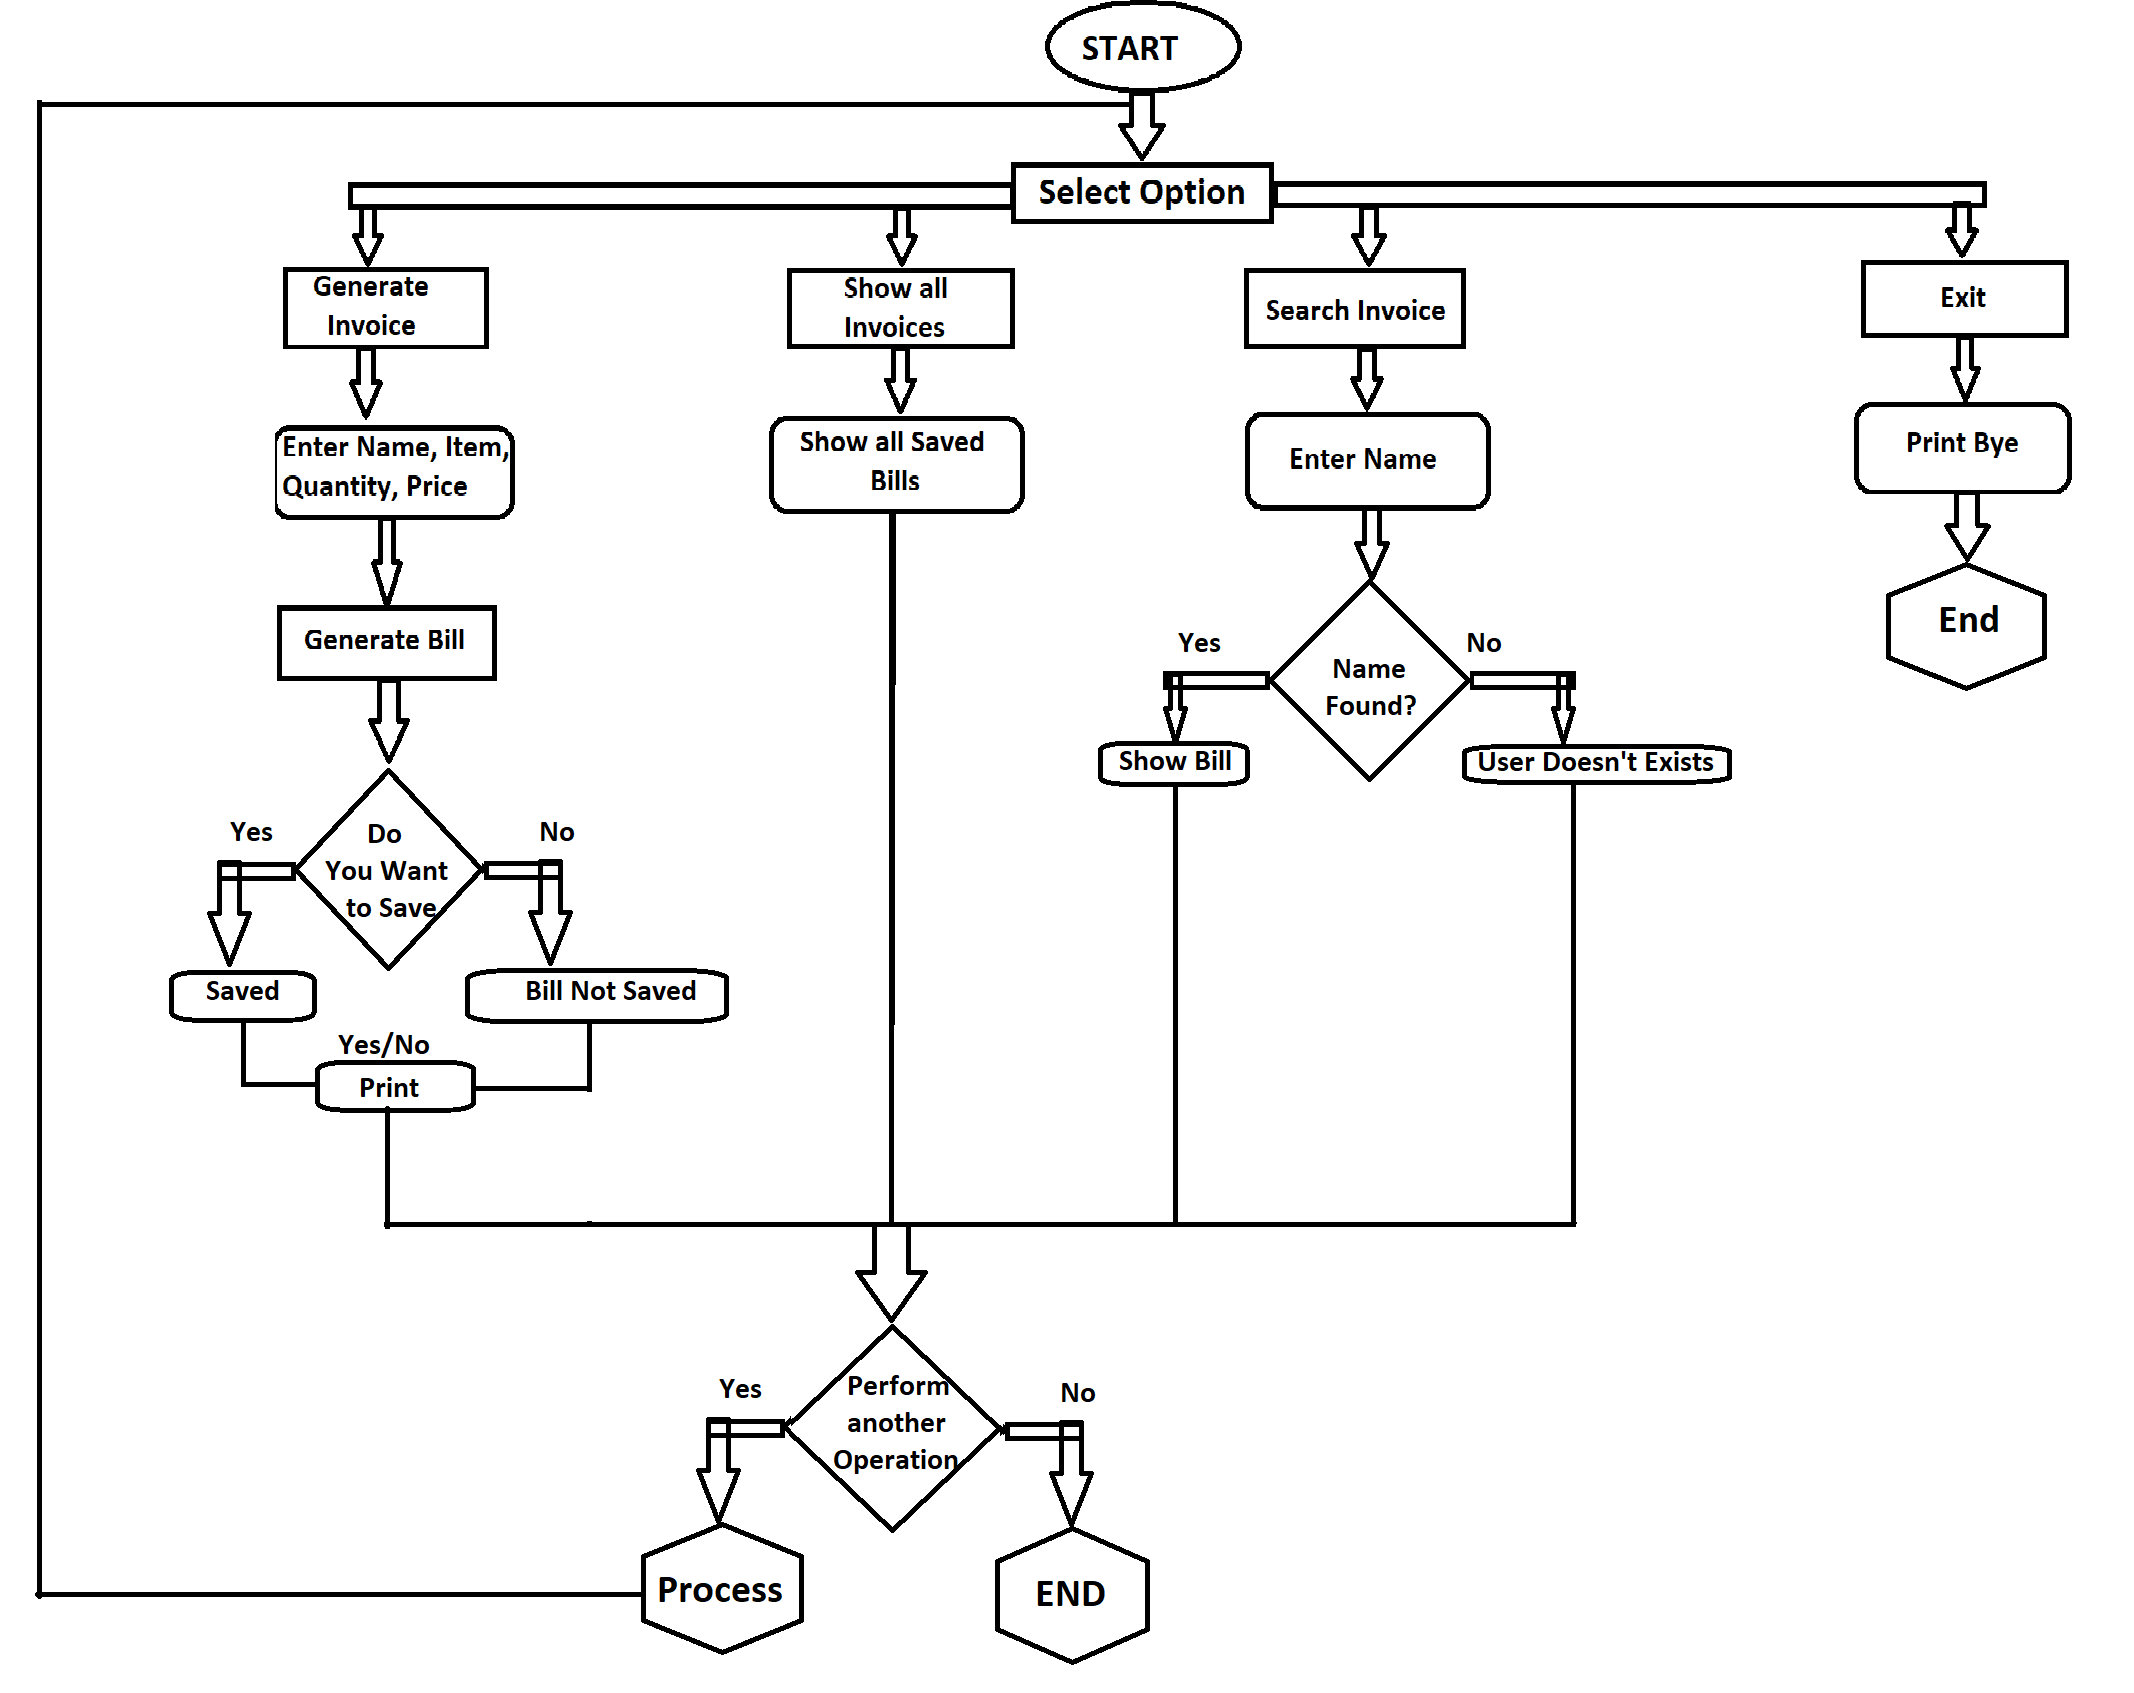 START
Select Option
Generate
Invoice
Show all
Invoices
Search Invoice
Exit
Enter Name, Item,
Quantity, Price
Show all Saved
Bills
Enter Name
Print Bye
Generate Bill
End
Yes
No
Name
Found?
Show Bill
User Doesn't Exists
Yes
No
Do
You Want
to Save
Saved
Bill Not Saved
Yes/No
Print
Yes
No
Perform
another
Operation
Process
END